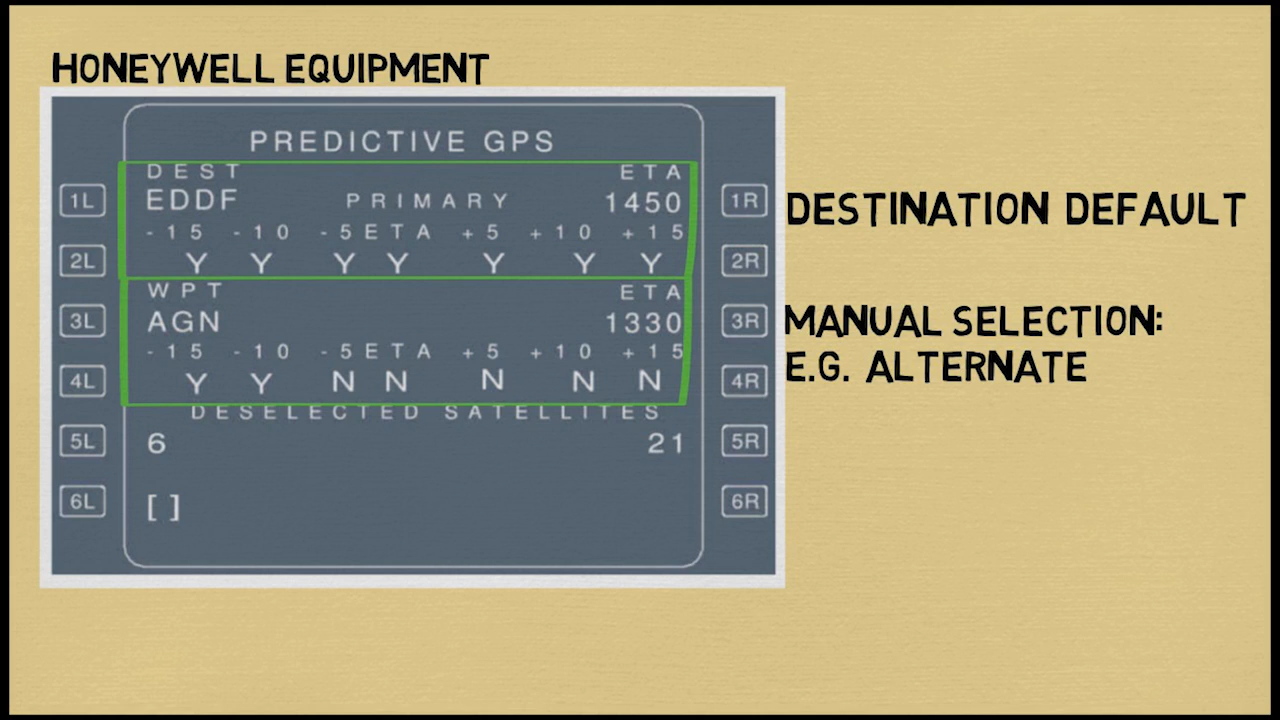 HONEYWELL EQUIPMENT
PREDICTIVE GPS
DEST ETA
1L EDDF PRIMARY 1450 1R DESTINATION DEFAULT
-15 -10 -5 ETA +5 +10 +15
2L Y Y Y Y Y Y Y 2R
WPT ETA
3L AGN 1330 3R MANUAL SELECTION:
-15 -10 -5 ETA +5 +10 +15
4L Y Y N N N N N 4R E.G. ALTERNATE
DESELECTED SATELLITES
5L 6 21 5R
6L [ ] 6R